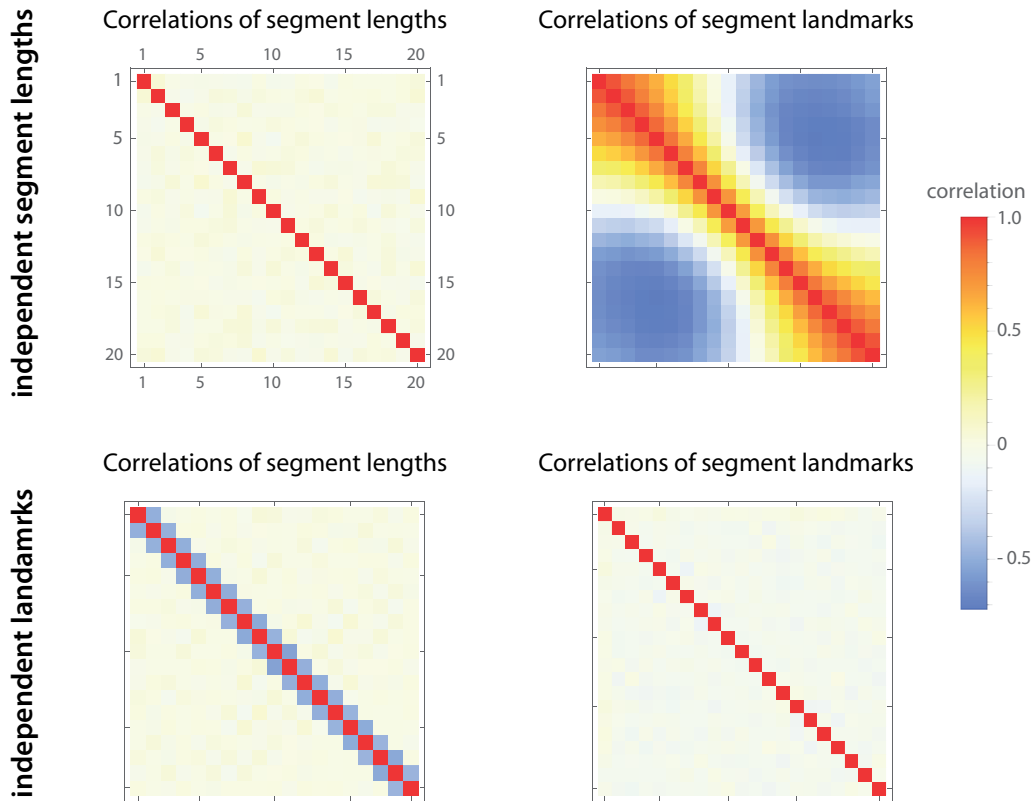 Correlations of segment lengths
Correlations of segment landmarks
independent segment lengths
1 5 10 15 20
1 1
5 5
10 10
15 15
20 20
1 5 10 15 20
correlation
1.0
0.5
0
- 0.5
Correlations of segment lengths
Correlations of segment landmarks
independent landamrks